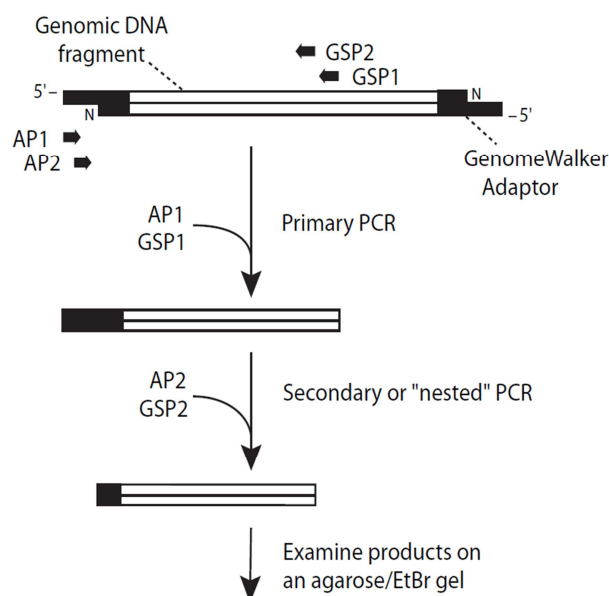 Genomic DNA
fragment
GSP2
GSP1
5'–
N
N
–5'
AP1
AP2
GenomeWalker
Adaptor
AP1
GSP1
Primary PCR
AP2
GSP2
Secondary or "nested" PCR
Examine products on
an agarose/EtBr gel